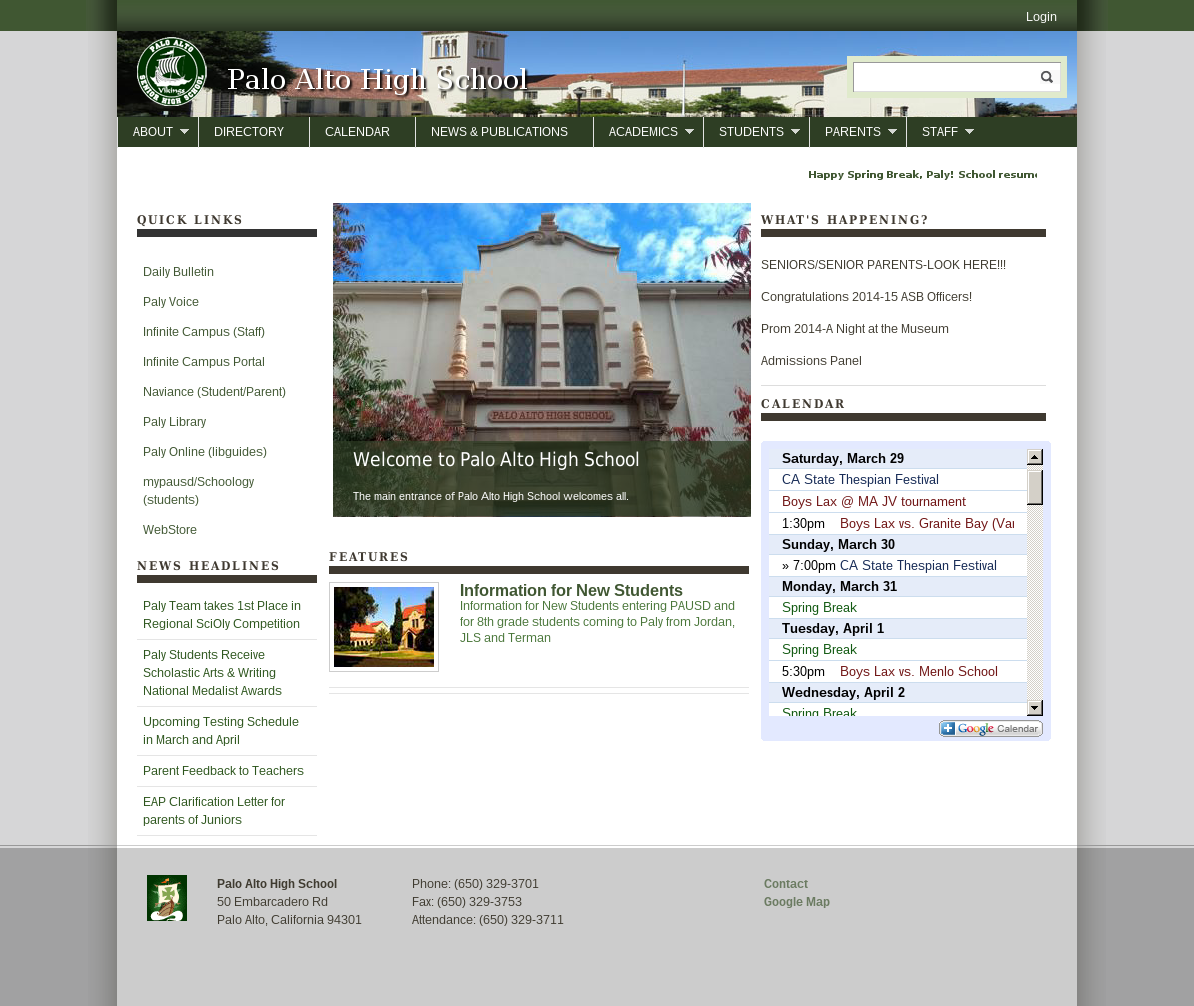 Login
PALO ALTO
SENIOR HIGH SCHOOL
Vikings
Palo Alto High School
ABOUT
DIRECTORY
CALENDAR
NEWS & PUBLICATIONS
ACADEMICS
STUDENTS
PARENTS
STAFF
Happy Spring Break, Paly! School resume
QUICK LINKS
Daily Bulletin
Paly Voice
Infinite Campus (Staff)
Infinite Campus Portal
Naviance (Student/Parent)
Paly Library
Paly Online (libguides)
mypausd/Schoology
(students)
WebStore
NEWS HEADLINES
Paly Team takes 1st Place in
Regional SciOly Competition
Paly Students Receive
Scholastic Arts & Writing
National Medalist Awards
Upcoming Testing Schedule
in March and April
Parent Feedback to Teachers
EAP Clarification Letter for
parents of Juniors
PALO ALTO HIGH SCHOOL
Welcome to Palo Alto High School
The main entrance of Palo Alto High School welcomes all.
FEATURES
Information for New Students
Information for New Students entering PAUSD and
for 8th grade students coming to Paly from Jordan,
JLS and Terman
WHAT'S HAPPENING?
SENIORS/SENIOR PARENTS-LOOK HERE!!!
Congratulations 2014-15 ASB Officers!
Prom 2014-A Night at the Museum
Admissions Panel
CALENDAR
Saturday, March 29
CA State Thespian Festival
Boys Lax @ MA JV tournament
1:30pm Boys Lax vs. Granite Bay (Var
Sunday, March 30
» 7:00pm CA State Thespian Festival
Monday, March 31
Spring Break
Tuesday, April 1
Spring Break
5:30pm Boys Lax vs. Menlo School
Wednesday, April 2
Spring Break
Google Calendar
Palo Alto High School
50 Embarcadero Rd
Palo Alto, California 94301
Phone: (650) 329-3701
Fax: (650) 329-3753
Attendance: (650) 329-3711
Contact
Google Map